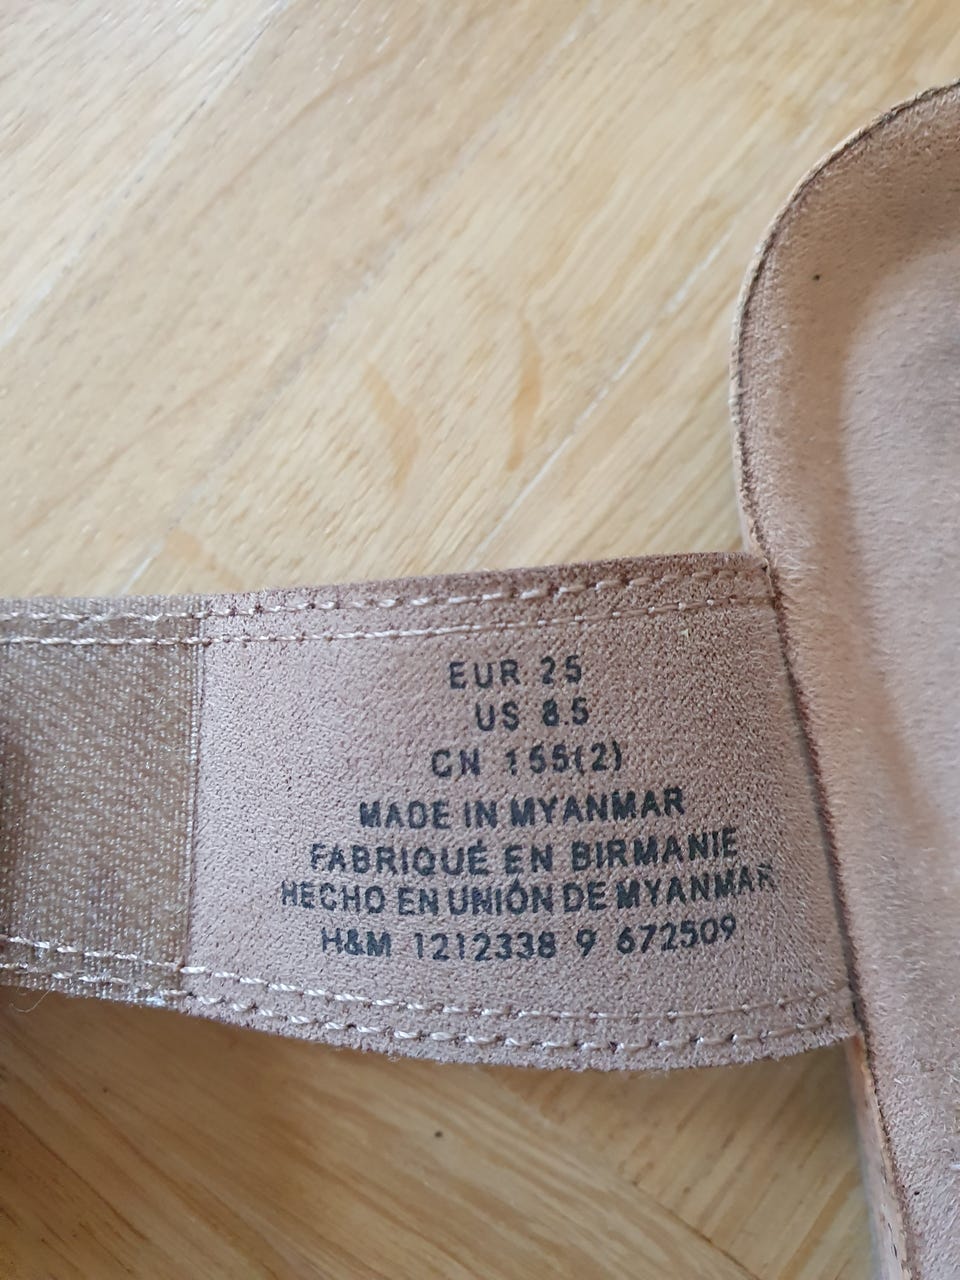 EUR 25
US 8.5
CN 155(2)
MADE IN MYANMAR
FABRIQUÉ EN BIRMANIE
HECHO EN UNIÓN DE MYANMAR
H&M 1212338 9 672509